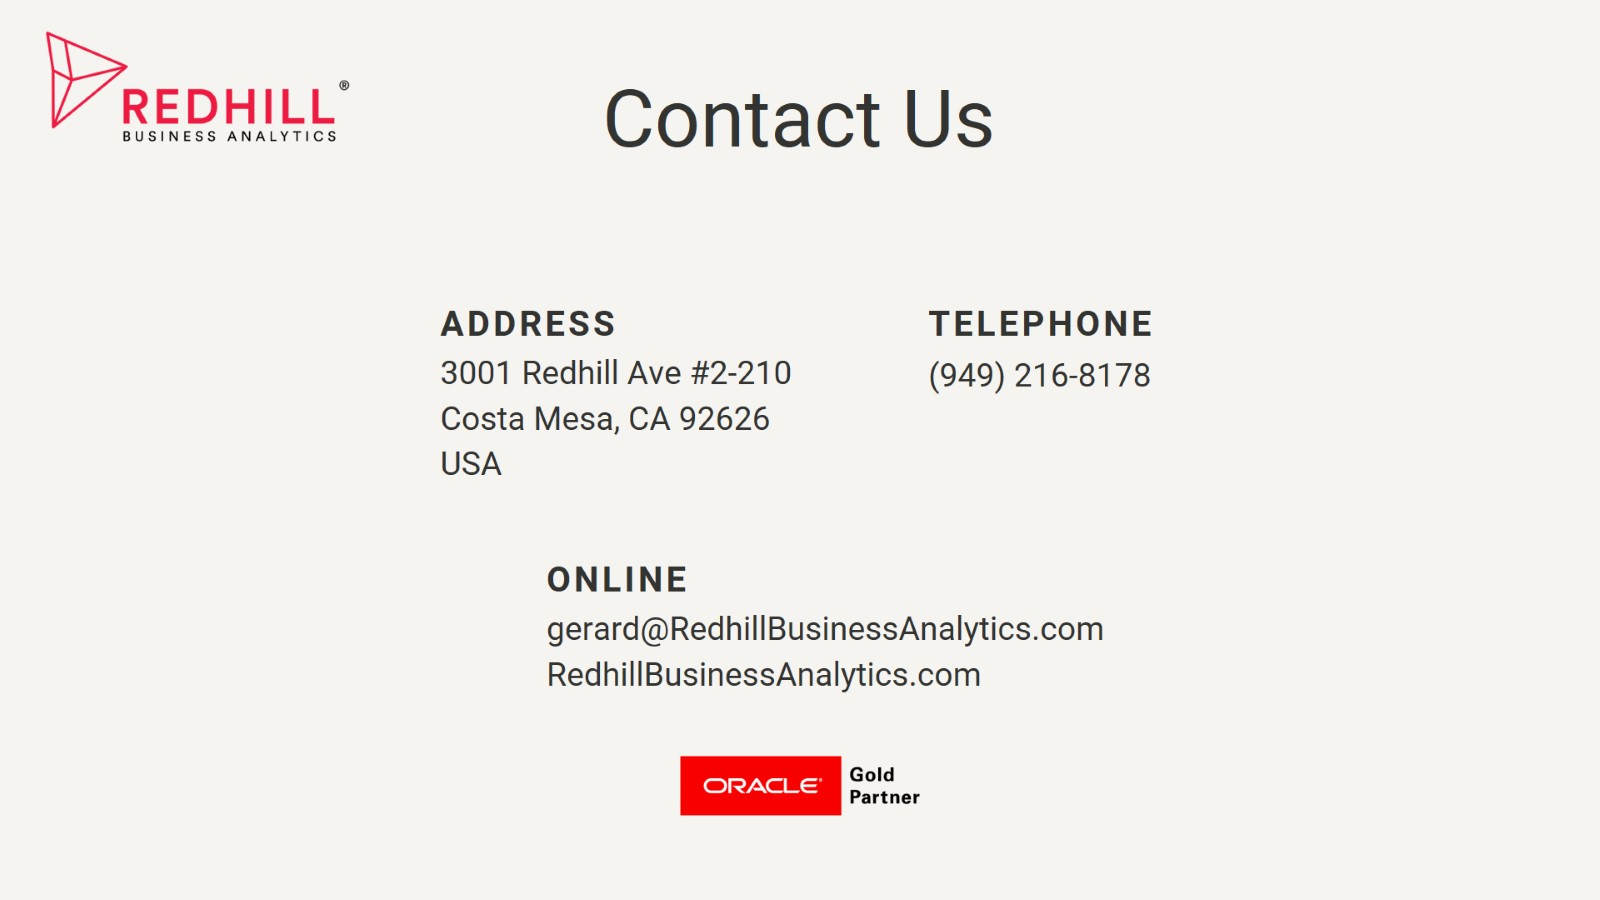 REDHILL®
BUSINESS ANALYTICS
Contact Us
ADDRESS
3001 Redhill Ave #2-210
Costa Mesa, CA 92626
USA
TELEPHONE
(949) 216-8178
ONLINE
gerard@RedhillBusinessAnalytics.com
RedhillBusinessAnalytics.com
ORACLE®
Gold
Partner